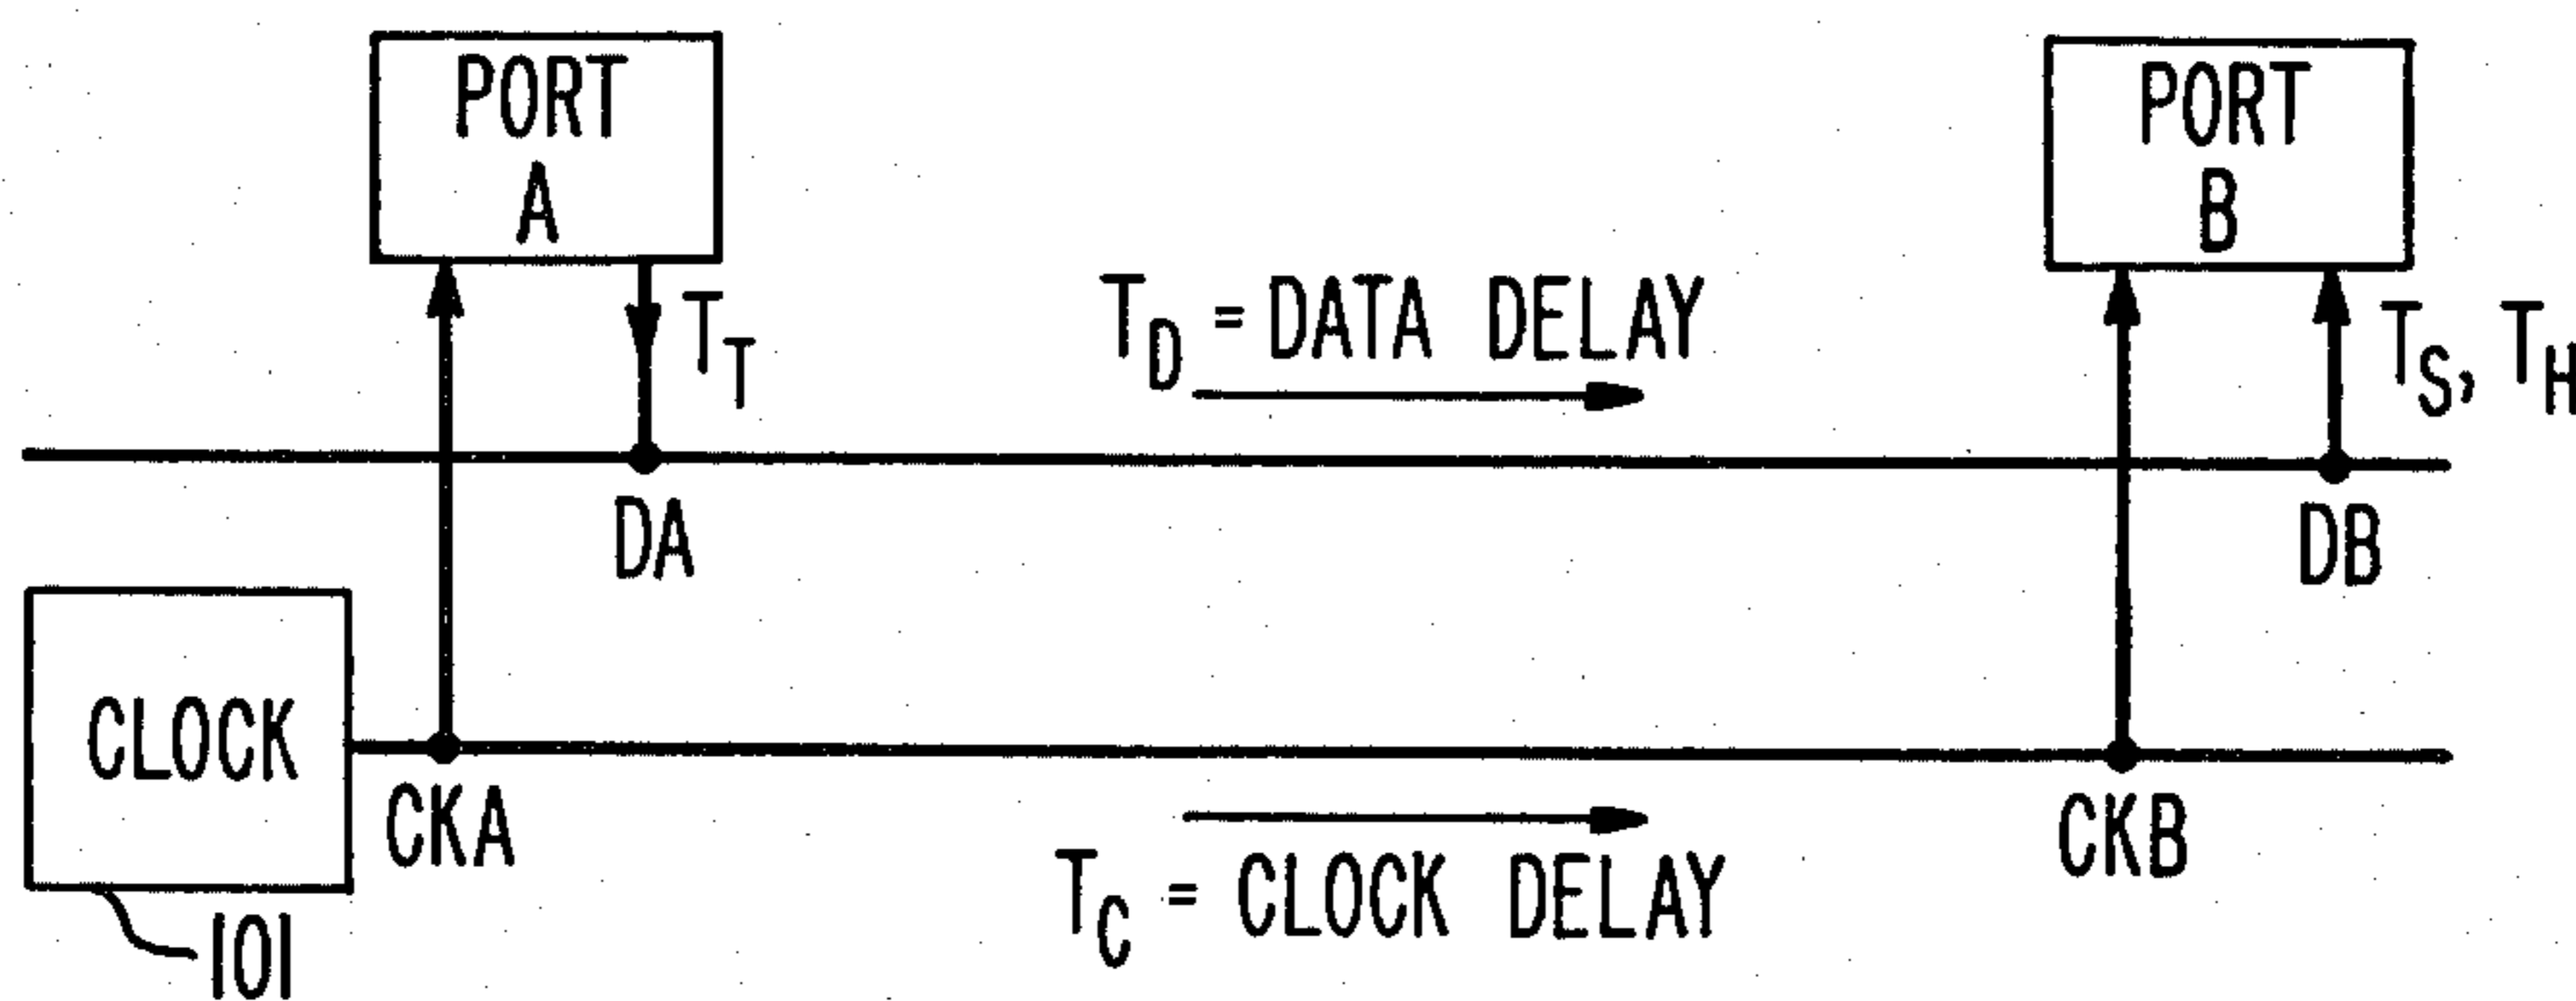 PORT
A
PORT
B
T_T
T_D = DATA DELAY
T_S, T_H
DA
DB
CLOCK
CKA
CKB
T_C = CLOCK DELAY
101